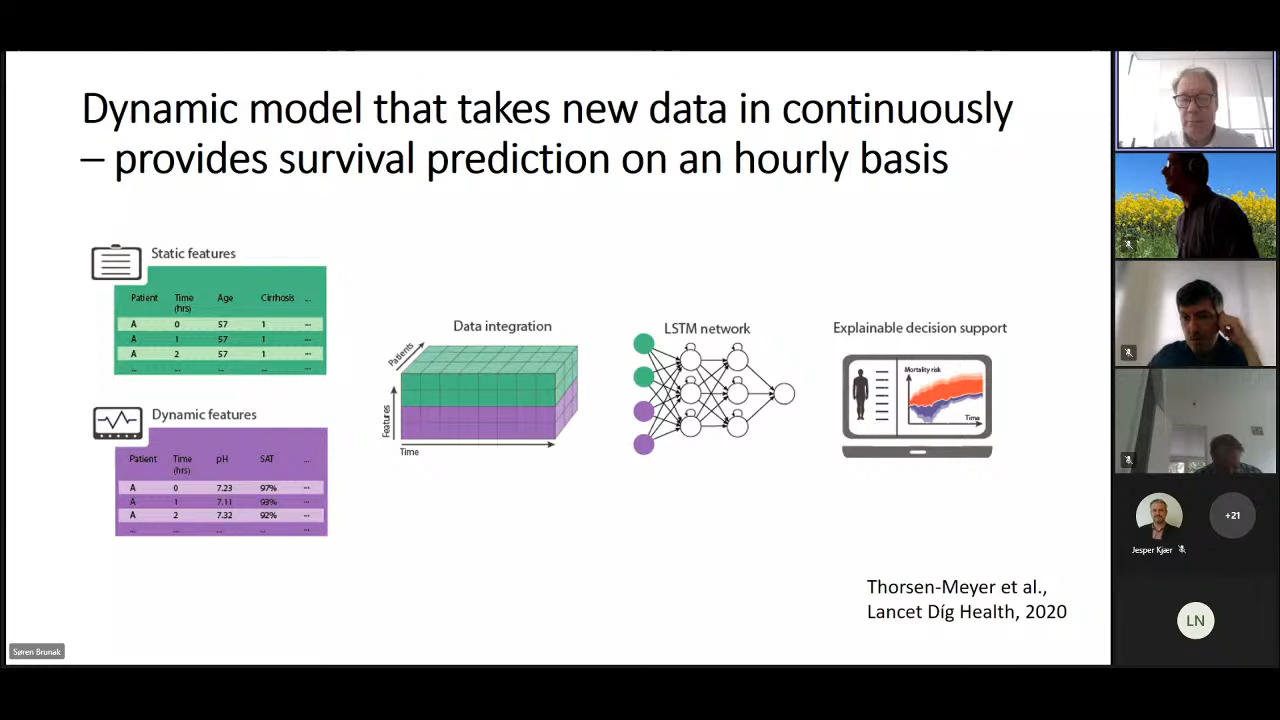 Dynamic model that takes new data in continuously
– provides survival prediction on an hourly basis
Static features
Patient Time (hrs) Age Cirrhosis ...
A 0 57 1 ...
A 1 57 1 ...
A 2 57 1 ...
... ... ... ... ...
Dynamic features
Patient Time (hrs) pH SAT ...
A 0 7.23 97% ...
A 1 7.11 93% ...
A 2 7.32 92% ...
... ... ... ... ...
Data integration
Patients
Features
Time
LSTM network
Explainable decision support
Mortality risk
Time
Thorsen-Meyer et al.,
Lancet Díg Health, 2020
Søren Brunak
+21
Jesper Kjær
LN